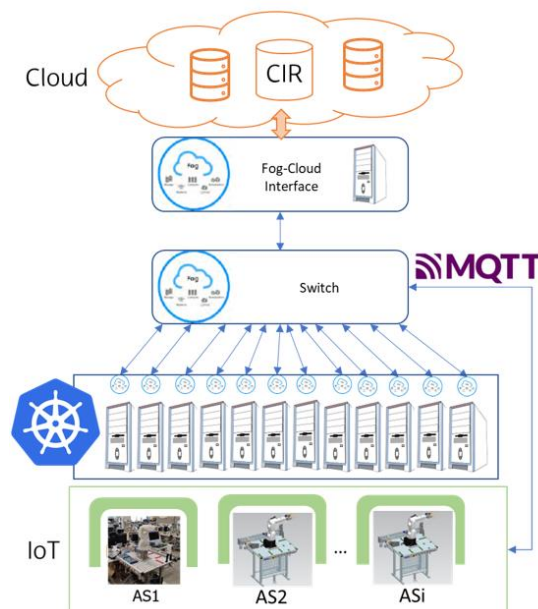 Cloud
CIR
Fog-Cloud
Interface
MQTT
Switch
IoT
AS1
AS2
...
ASi